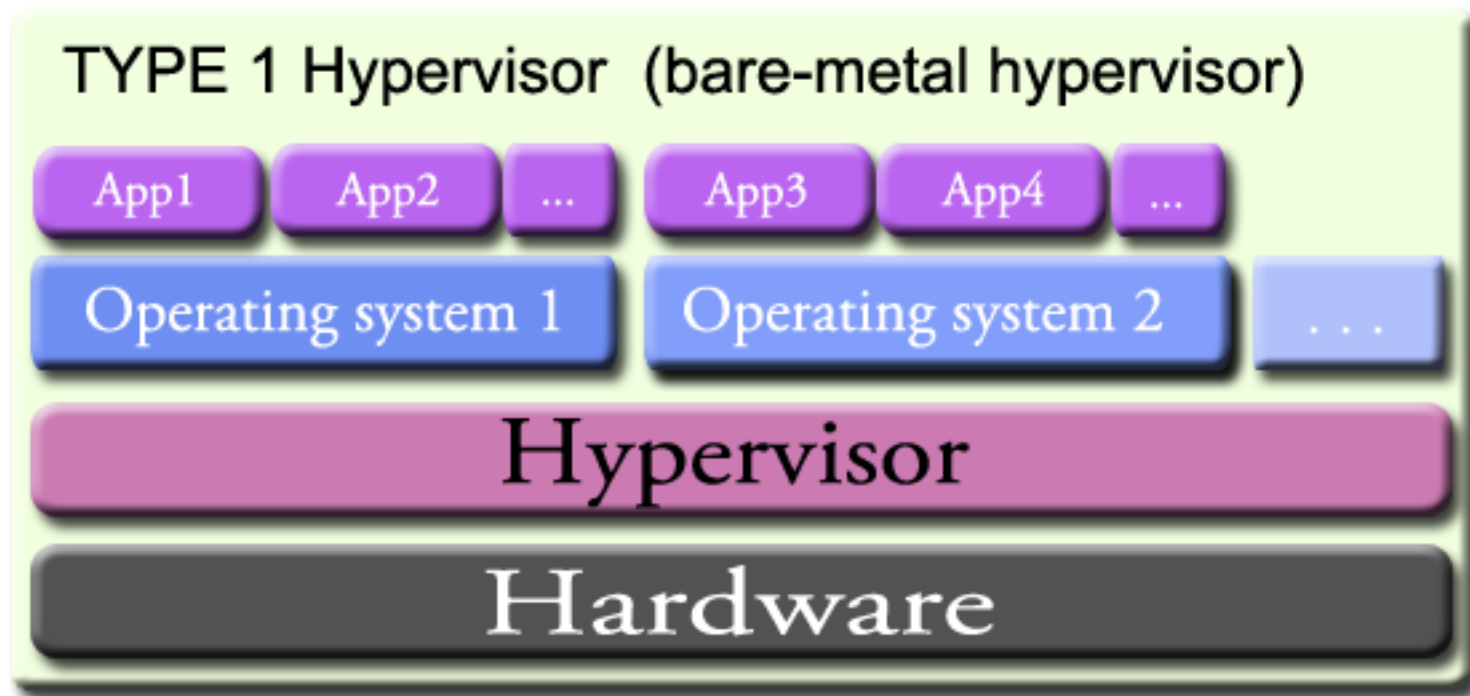 TYPE 1 Hypervisor (bare-metal hypervisor)
App1 App2 ... App3 App4 ...
Operating system 1 Operating system 2 . . .
Hypervisor
Hardware